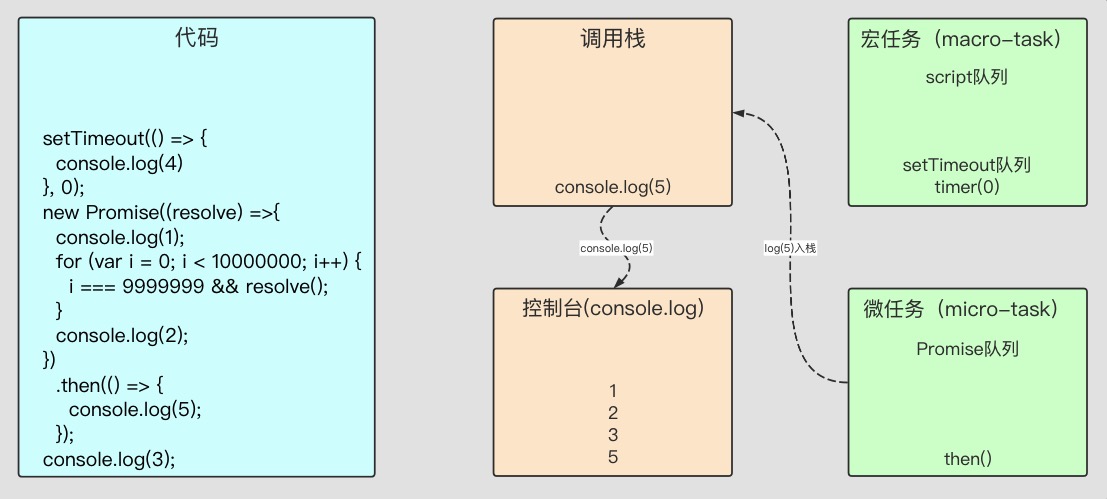 代码
setTimeout(() => {
console.log(4)
}, 0);
new Promise((resolve) =>{
console.log(1);
for (var i = 0; i < 10000000; i++) {
i === 9999999 && resolve();
}
console.log(2);
})
.then(() => {
console.log(5);
});
console.log(3);
调用栈
console.log(5)
console.log(5)
控制台(console.log)
1
2
3
5
log(5)入栈
宏任务（macro-task）
script队列
setTimeout队列
timer(0)
微任务（micro-task）
Promise队列
then()